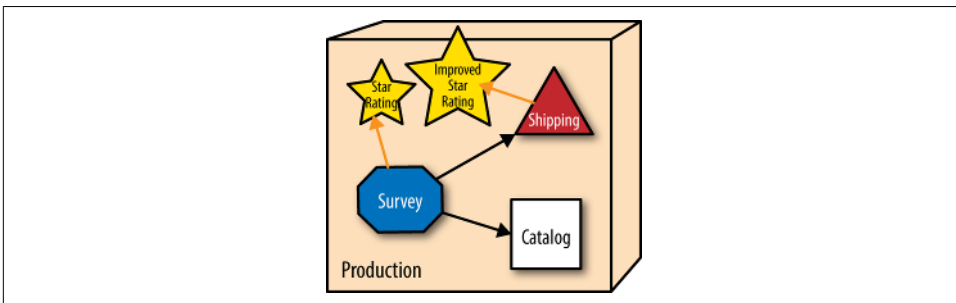 Star
Rating
Improved
Star
Rating
Shipping
Survey
Catalog
Production